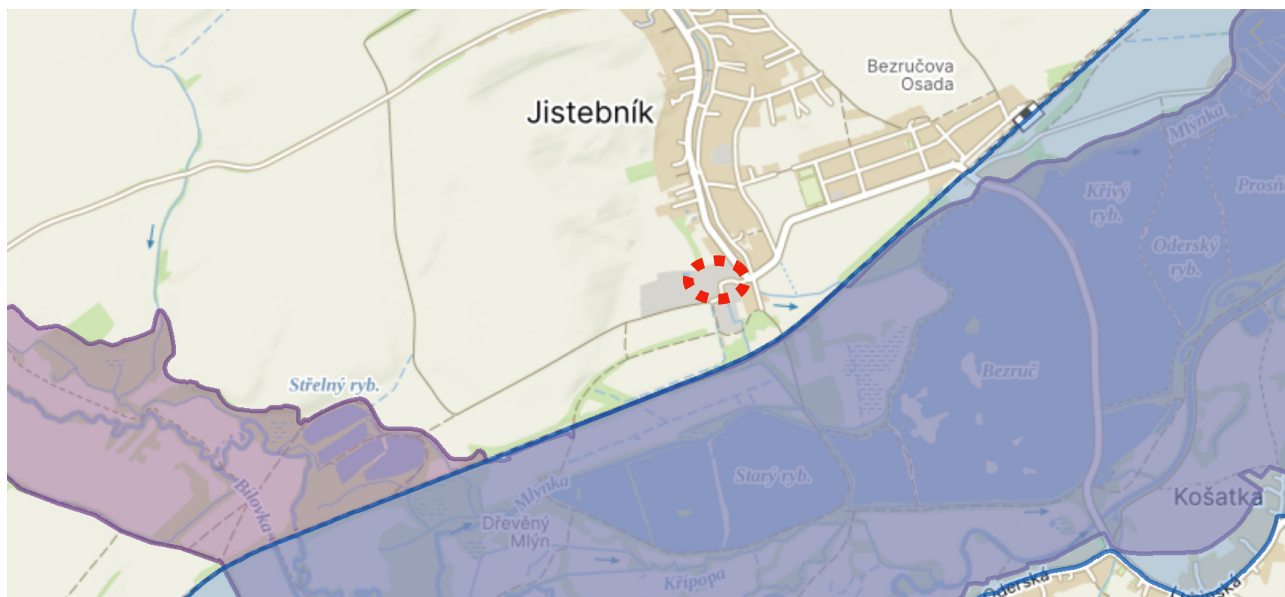 Bezručova
Osada
Jistebník
Mlýnka
Křivý
ryb.
Oderský
ryb.
Střelný ryb.
Bezruč
Starý ryb.
Bílovka
Mlýnka
Dřevěný
Mlýn
Košatka
Křípopa
Oderská